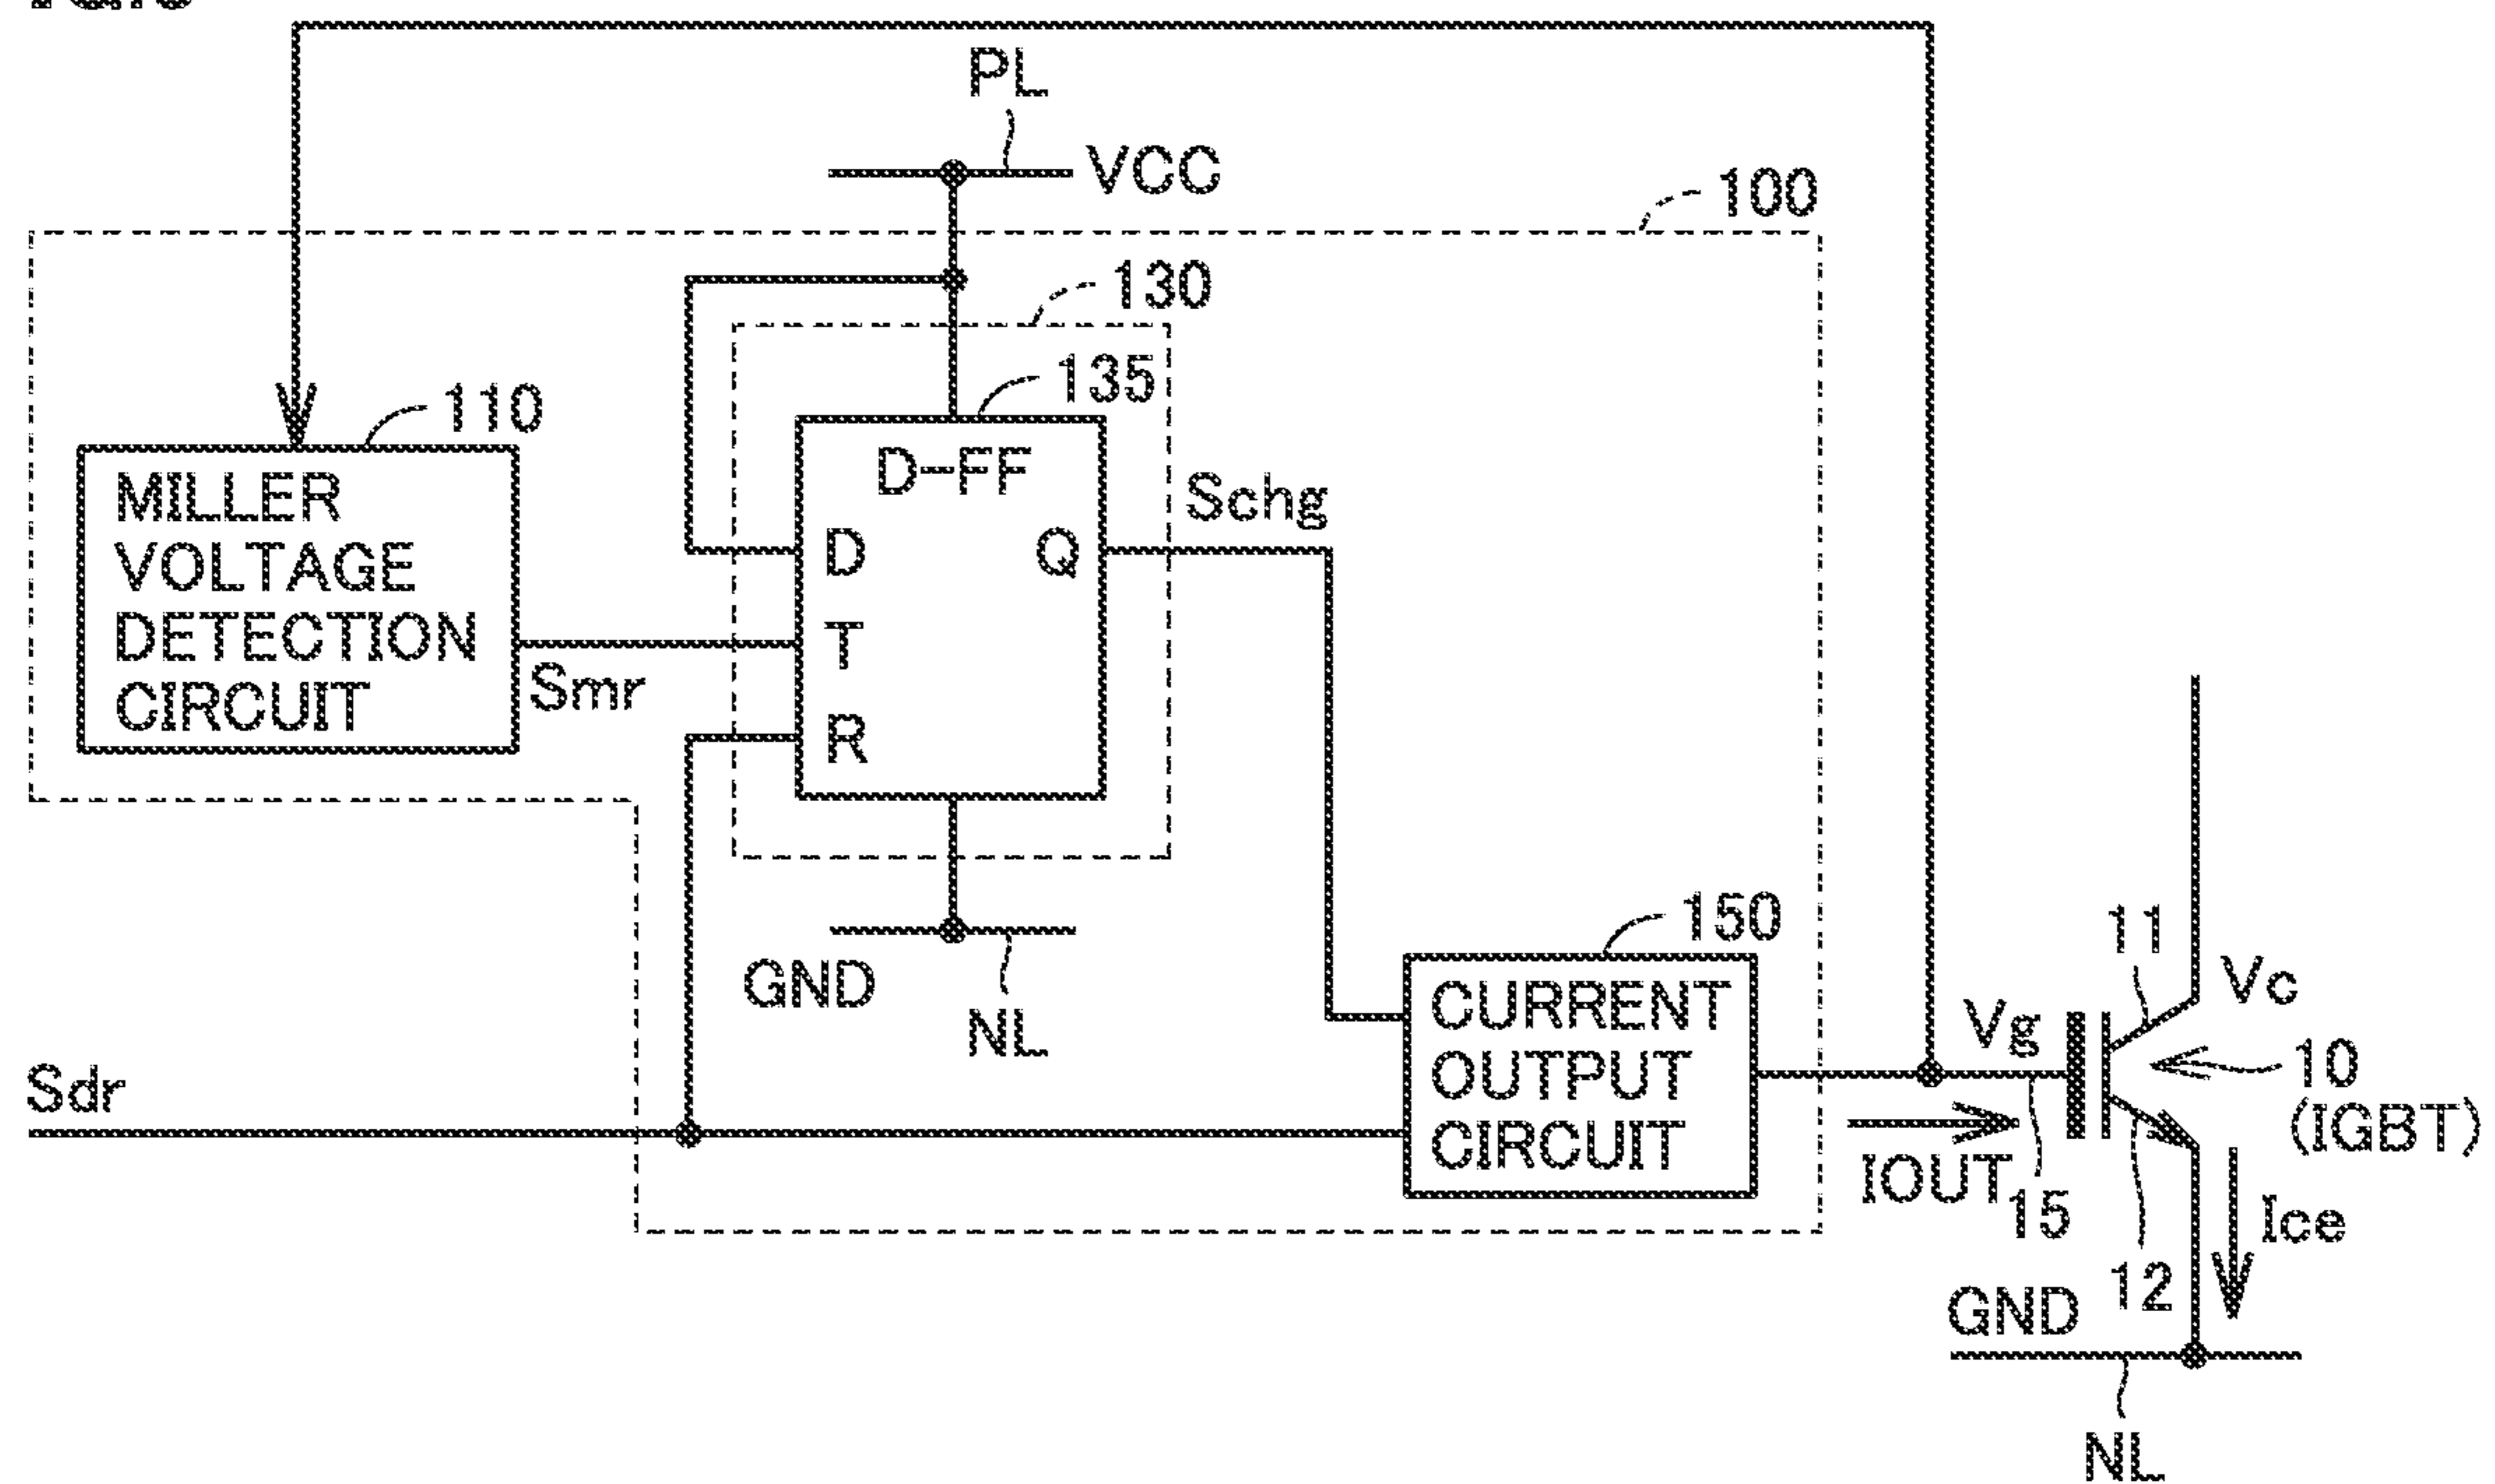 PL
VCC
100
130
135
110
MILLER
VOLTAGE
DETECTION
CIRCUIT
D-FF
D
Q
T
R
Schg
Smr
GND
NL
150
CURRENT
OUTPUT
CIRCUIT
Sdr
11
Vc
Vg
10
(IGBT)
IOUT
15
12
Ice
GND
NL